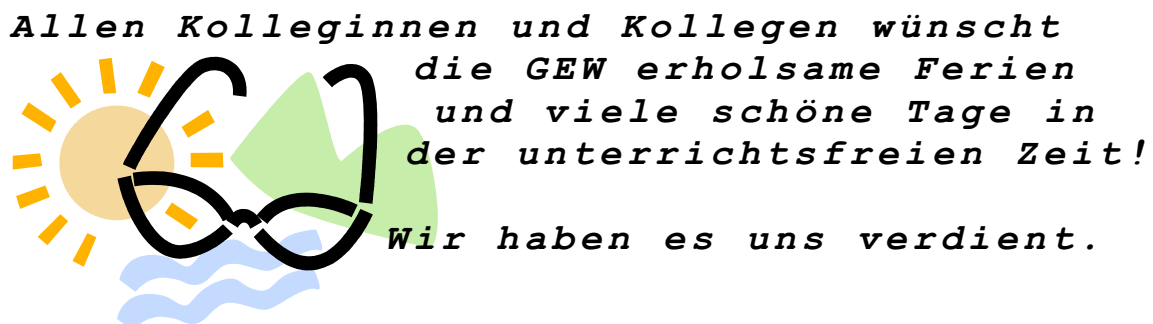 Allen Kolleginnen und Kollegen wünscht
die GEW erholsame Ferien
und viele schöne Tage in
der unterrichtsfreien Zeit!
Wir haben es uns verdient.